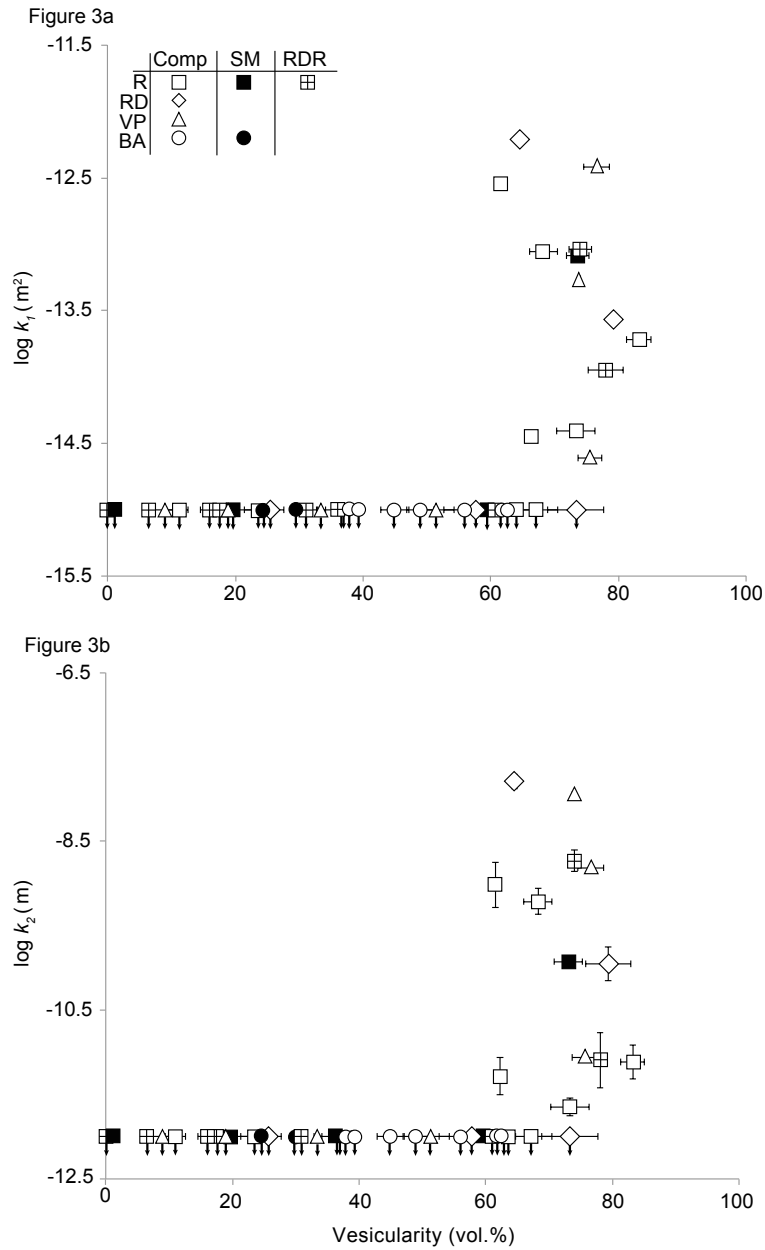 Figure 3a
-11.5
Comp SM RDR
R
RD
VP
BA
-12.5
-13.5
log k1 (m²)
-14.5
-15.5
0 20 40 60 80 100
Figure 3b
-6.5
-8.5
log k2 (m)
-10.5
-12.5
0 20 40 60 80 100
Vesicularity (vol.%)